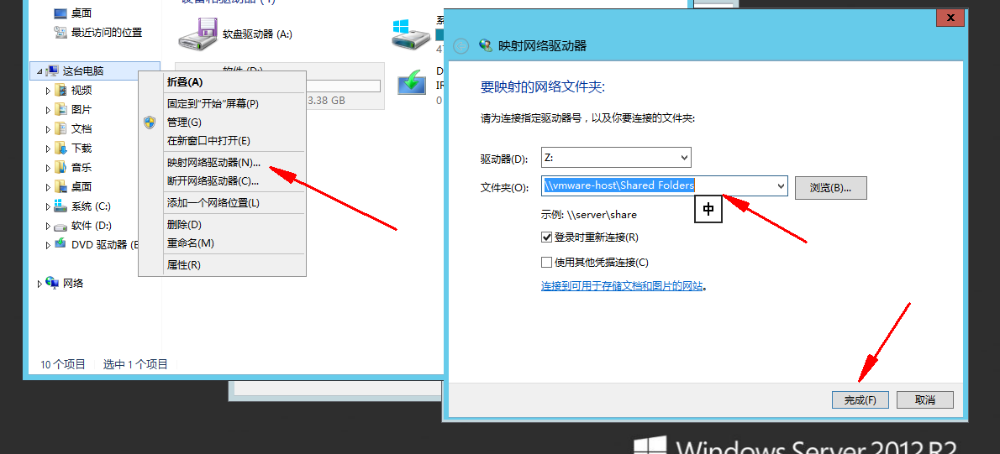 桌面
最近访问的位置
软盘驱动器 (A:)
这台电脑
视频
图片
文档
下载
音乐
桌面
系统 (C:)
软件 (D:)
DVD 驱动器 (E
网络
10 个项目 选中 1 个项目
3.38 GB
折叠(A)
固定到"开始"屏幕(P)
管理(G)
在新窗口中打开(E)
映射网络驱动器(N)...
断开网络驱动器(C)...
添加一个网络位置(L)
删除(D)
重命名(M)
属性(R)
映射网络驱动器
要映射的网络文件夹:
请为连接指定驱动器号，以及你要连接的文件夹:
驱动器(D): Z:
文件夹(O): \\vmware-host\Shared Folders 浏览(B)...
中
示例: \\server\share
登录时重新连接(R)
使用其他凭据连接(C)
连接到可用于存储文档和图片的网站。
完成(F) 取消
Windows Server 2012 R2